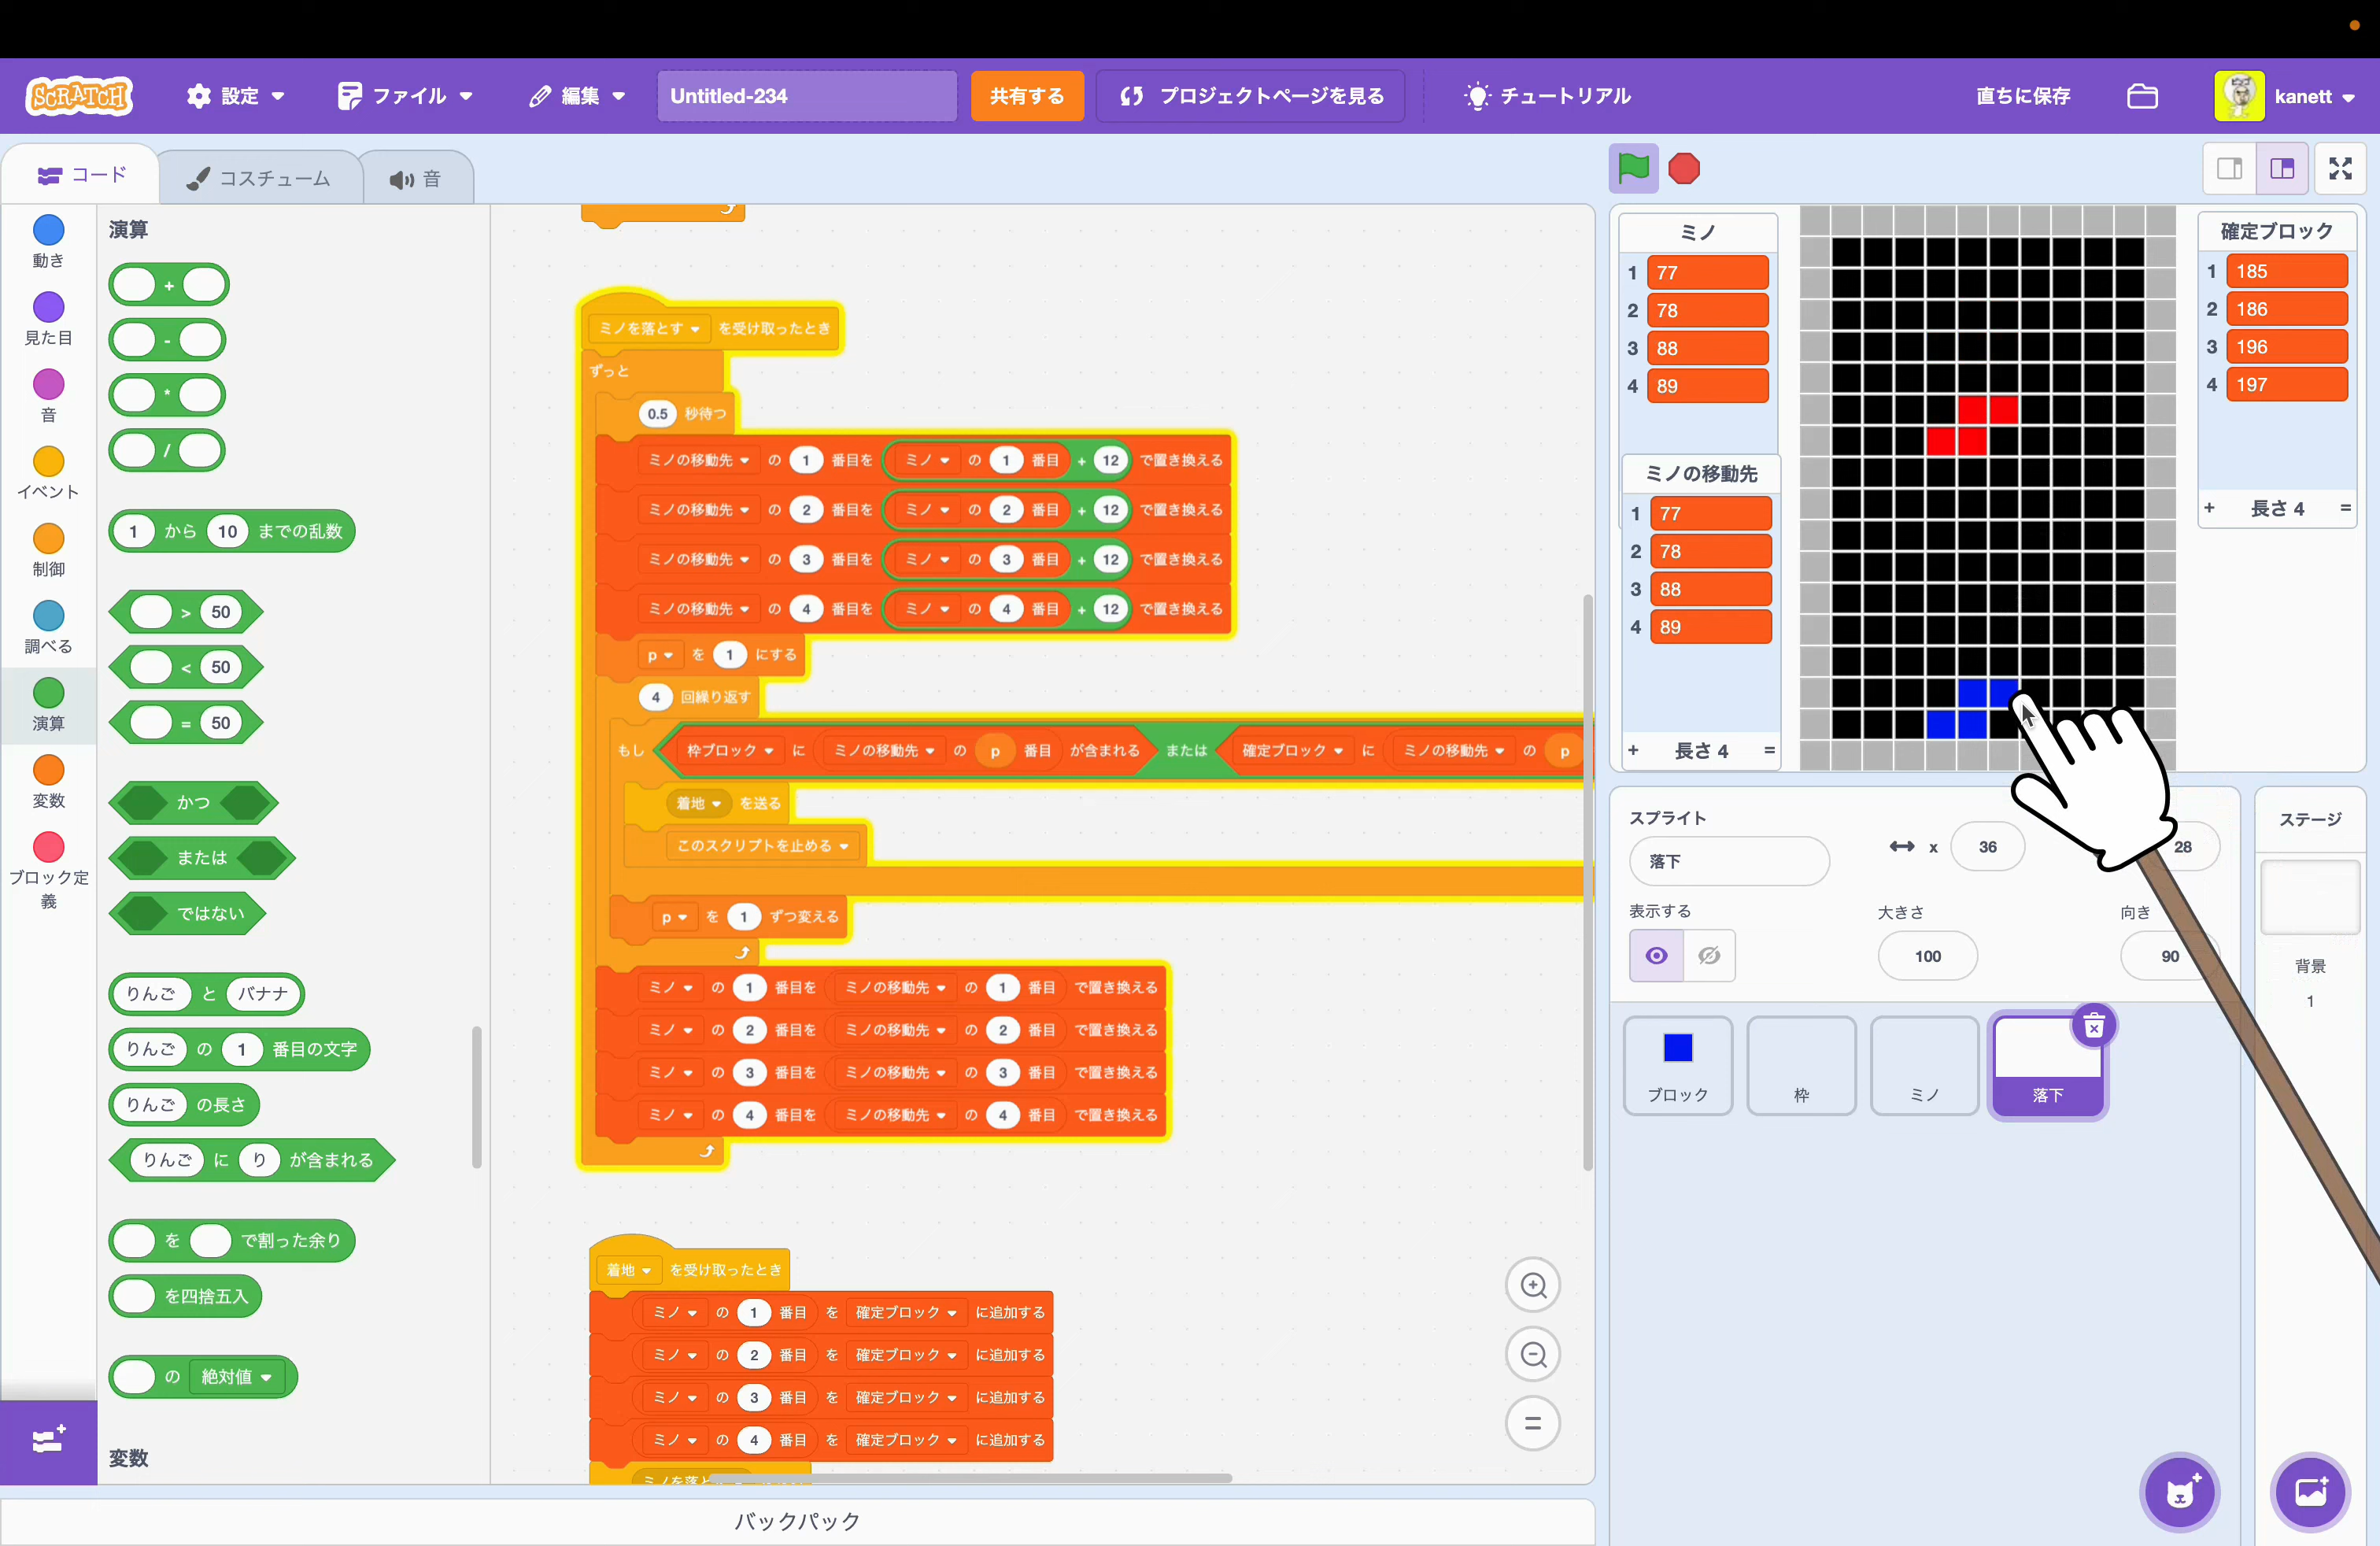 SCRATCH 設定 ファイル 編集 Untitled-234 共有する プロジェクトページを見る チュートリアル 直ちに保存 kanett
コード コスチューム 音
動き
見た目
音
イベント
制御
調べる
演算
変数
ブロック定義
演算
+
-
*
/
1 から 10 までの乱数
> 50
< 50
= 50
かつ
または
ではない
りんご と バナナ
りんご の 1 番目の文字
りんご の長さ
りんご に り が含まれる
を で割った余り
を四捨五入
の 絶対値
変数
ミノを落とす を受け取ったとき
ずっと
0.5 秒待つ
ミノの移動先 の 1 番目を ミノ の 1 番目 + 12 で置き換える
ミノの移動先 の 2 番目を ミノ の 2 番目 + 12 で置き換える
ミノの移動先 の 3 番目を ミノ の 3 番目 + 12 で置き換える
ミノの移動先 の 4 番目を ミノ の 4 番目 + 12 で置き換える
p を 1 にする
4 回繰り返す
もし 枠ブロック に ミノの移動先 の p 番目 が含まれる または 確定ブロック に ミノの移動先 の p
着地 を送る
このスクリプトを止める
p を 1 ずつ変える
ミノ の 1 番目を ミノの移動先 の 1 番目 で置き換える
ミノ の 2 番目を ミノの移動先 の 2 番目 で置き換える
ミノ の 3 番目を ミノの移動先 の 3 番目 で置き換える
ミノ の 4 番目を ミノの移動先 の 4 番目 で置き換える
着地 を受け取ったとき
ミノ の 1 番目 を 確定ブロック に追加する
ミノ の 2 番目 を 確定ブロック に追加する
ミノ の 3 番目 を 確定ブロック に追加する
ミノ の 4 番目 を 確定ブロック に追加する
バックパック
ミノ
1 77
2 78
3 88
4 89
ミノの移動先
1 77
2 78
3 88
4 89
+ 長さ 4 =
確定ブロック
1 185
2 186
3 196
4 197
+ 長さ 4 =
スプライト
落下
x 36
28
表示する
大きさ
100
向き
90
ブロック
枠
ミノ
落下
ステージ
背景
1